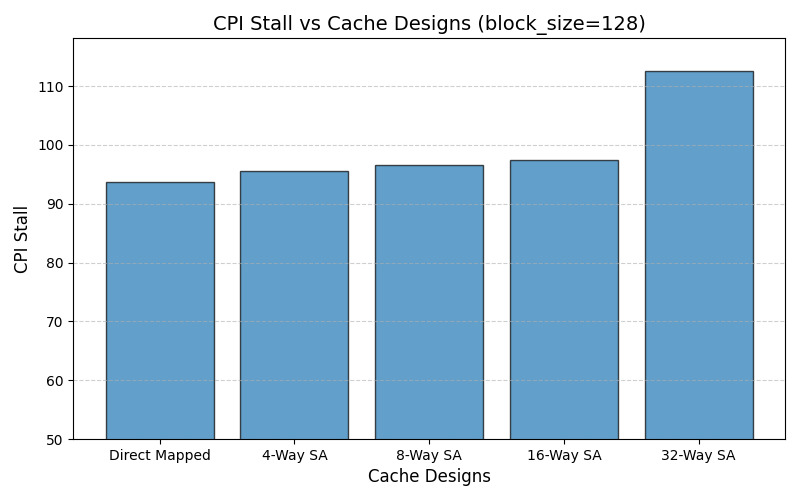 CPI Stall vs Cache Designs (block_size=128)
CPI Stall
110
100
90
80
70
60
50
Direct Mapped
4-Way SA
8-Way SA
16-Way SA
32-Way SA
Cache Designs